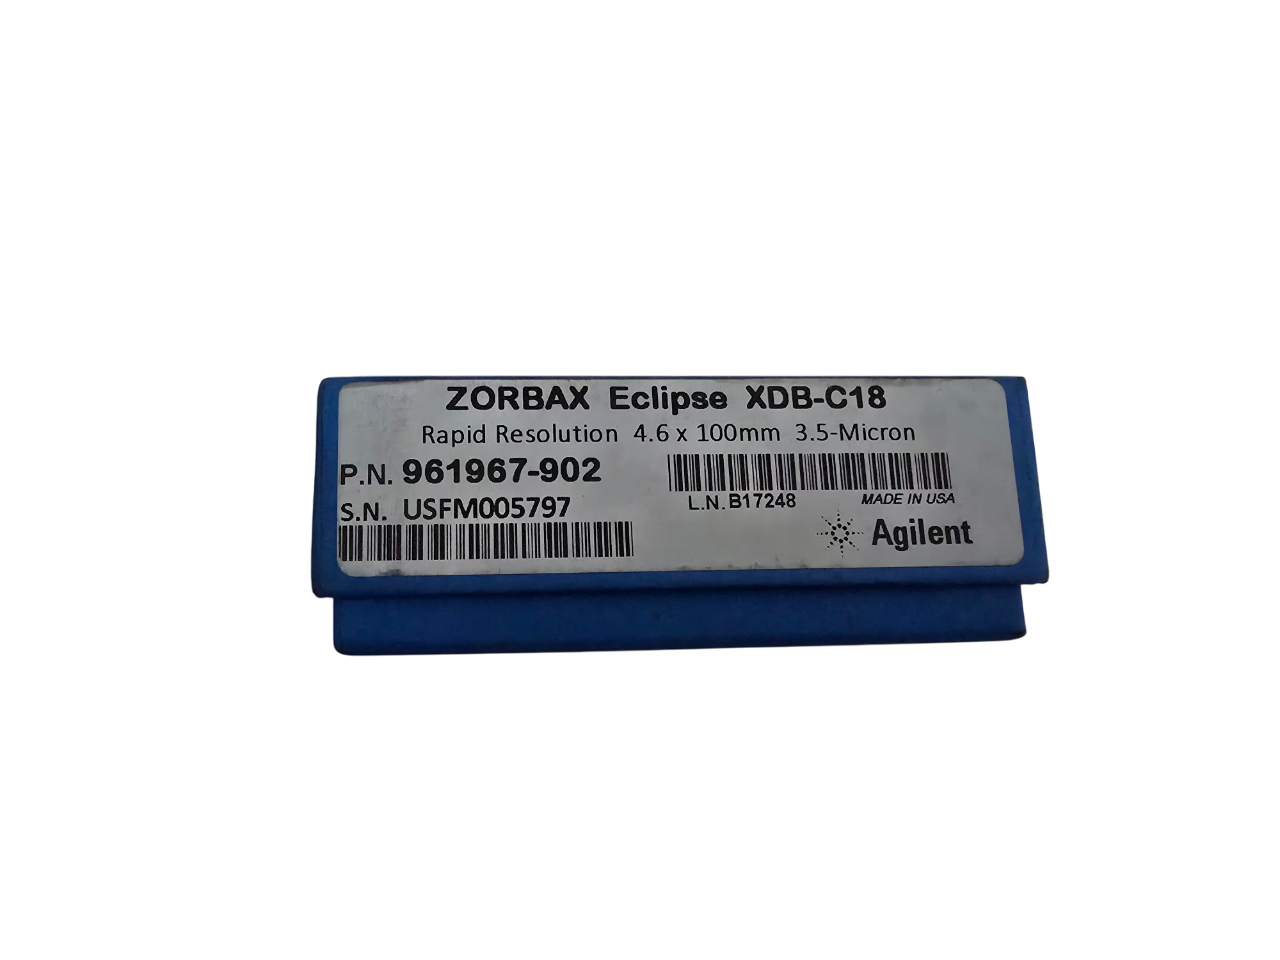 ZORBAX Eclipse XDB-C18
Rapid Resolution 4.6 x 100mm 3.5-Micron
P.N. 961967-902
S.N. USFM005797
L.N. B17248 MADE IN USA
Agilent